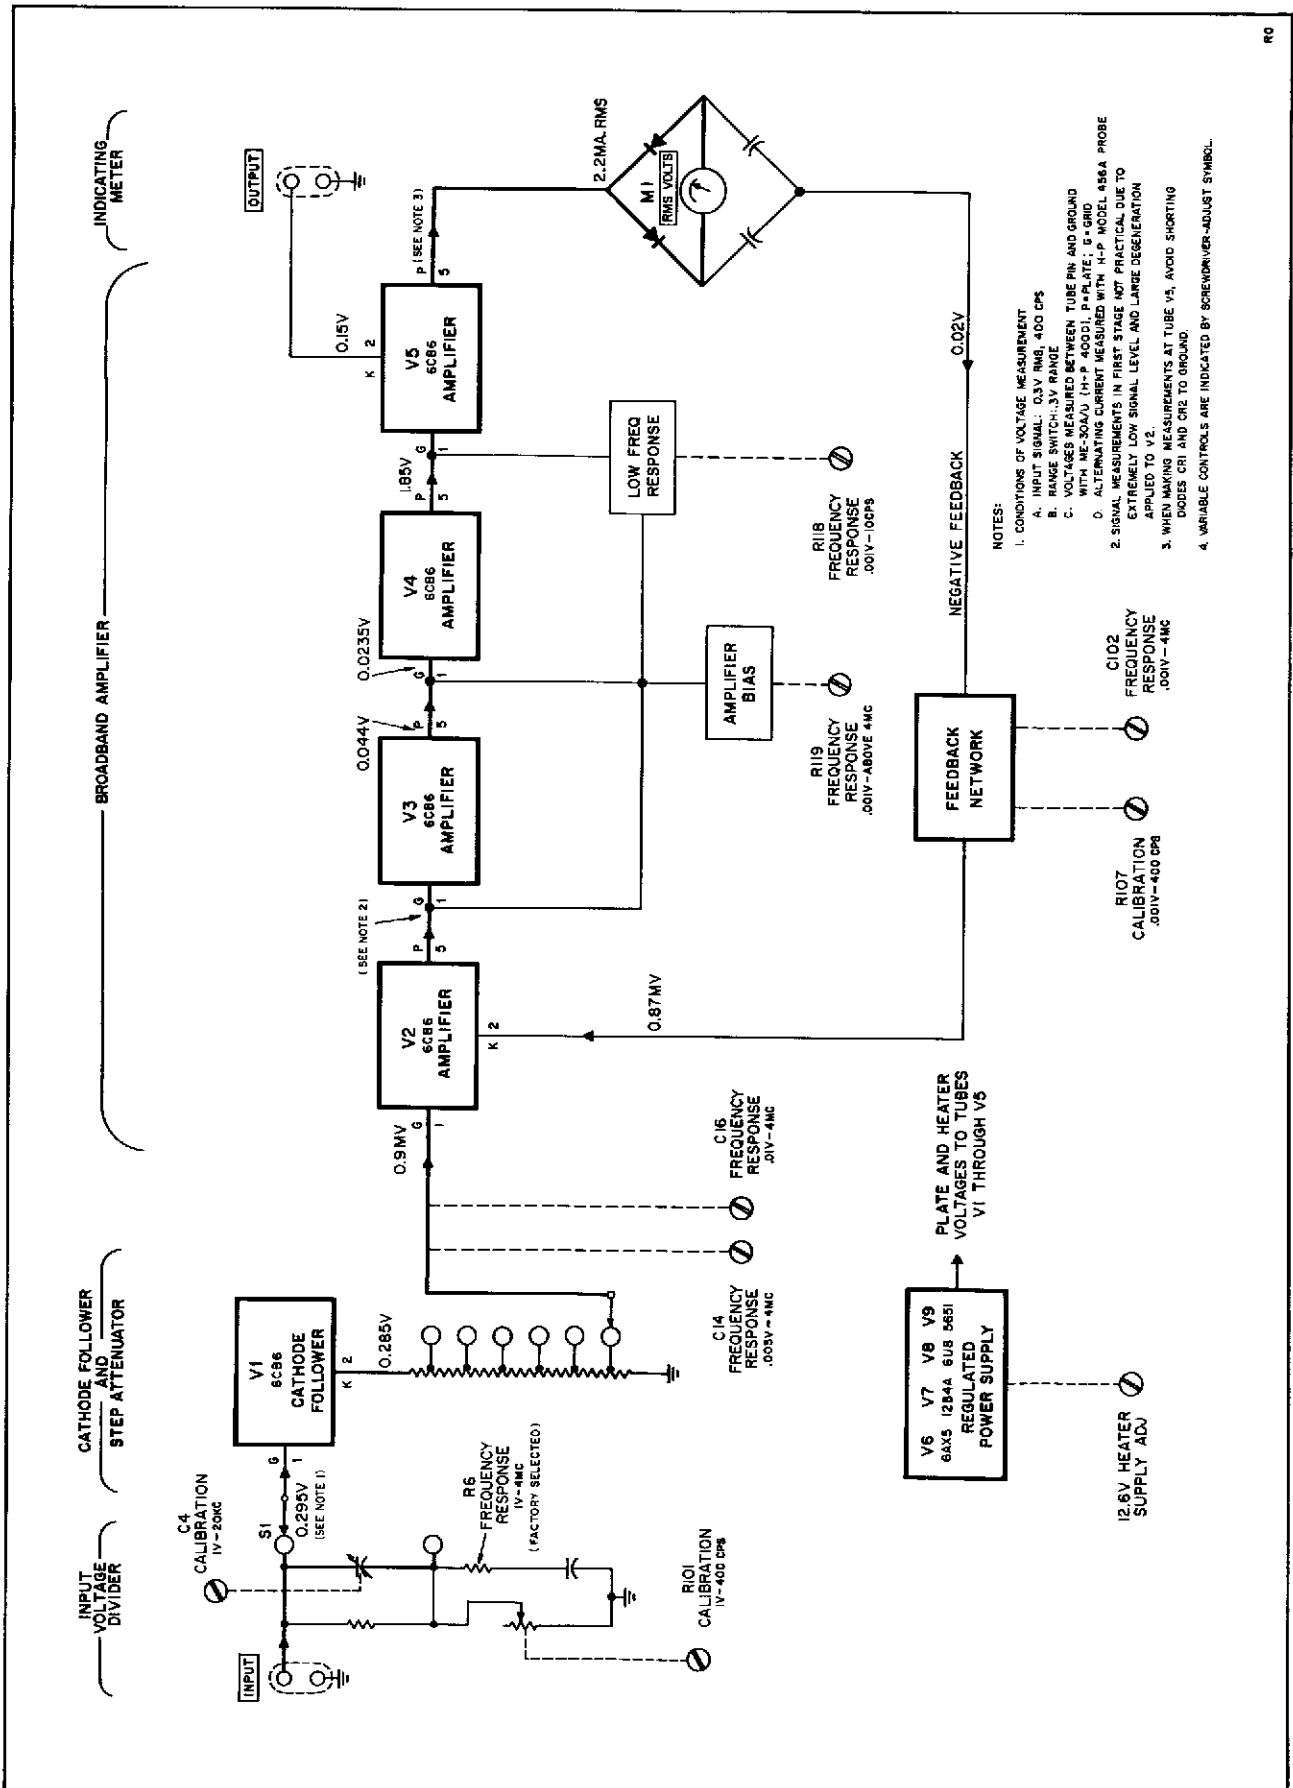 INPUT
VOLTAGE
DIVIDER
CATHODE FOLLOWER
AND
STEP ATTENUATOR
BROADBAND AMPLIFIER
INDICATING
METER
INPUT
C4
CALIBRATION
1V-20KC
S1
0.295V
(SEE NOTE 1)
G
1
V1
6CB6
CATHODE
FOLLOWER
K
2
0.285V
R6
FREQUENCY
RESPONSE
1V-4MC
(FACTORY SELECTED)
R101
CALIBRATION
1V-400 CPS
C14
FREQUENCY
RESPONSE
.003V-4MC
C16
FREQUENCY
RESPONSE
.01V-4MC
0.9MV
G
1
V2
6CB6
AMPLIFIER
K
2
P
5
(SEE NOTE 2)
G
1
V3
6CB6
AMPLIFIER
0.044V
P
5
0.0235V
G
1
V4
6CB6
AMPLIFIER
1.85V
P
5
G
1
V5
6CB6
AMPLIFIER
K
2
0.15V
OUTPUT
P (SEE NOTE 3)
5
2.2MA. RMS
M1
RMS VOLTS
LOW FREQ
RESPONSE
R118
FREQUENCY
RESPONSE
.001V-10CPS
AMPLIFIER
BIAS
R119
FREQUENCY
RESPONSE
.001V-ABOVE 4MC
0.87MV
NEGATIVE FEEDBACK
0.02V
FEEDBACK
NETWORK
R107
CALIBRATION
.001V-400 CPS
C102
FREQUENCY
RESPONSE
.001V-4MC
V6 V7 V8 V9
6AX5 12B4A 6U8 5651
REGULATED
POWER SUPPLY
PLATE AND HEATER
VOLTAGES TO TUBES
V1 THROUGH V5
12.6V HEATER
SUPPLY ADJ
NOTES:
1. CONDITIONS OF VOLTAGE MEASUREMENT
A. INPUT SIGNAL: 0.3V RMS, 400 CPS
B. RANGE SWITCH: .3V RANGE
C. VOLTAGES MEASURED BETWEEN TUBE PIN AND GROUND
WITH ME-30A/U (H-P 400D), P=PLATE; G=GRID
D. ALTERNATING CURRENT MEASURED WITH H-P MODEL 456A PROBE
2. SIGNAL MEASUREMENTS IN FIRST STAGE NOT PRACTICAL DUE TO
EXTREMELY LOW SIGNAL LEVEL AND LARGE DEGENERATION
APPLIED TO V2.
3. WHEN MAKING MEASUREMENTS AT TUBE V5, AVOID SHORTING
DIODES CR1 AND CR2 TO GROUND.
4. VARIABLE CONTROLS ARE INDICATED BY SCREWDRIVER-ADJUST SYMBOL.
RO